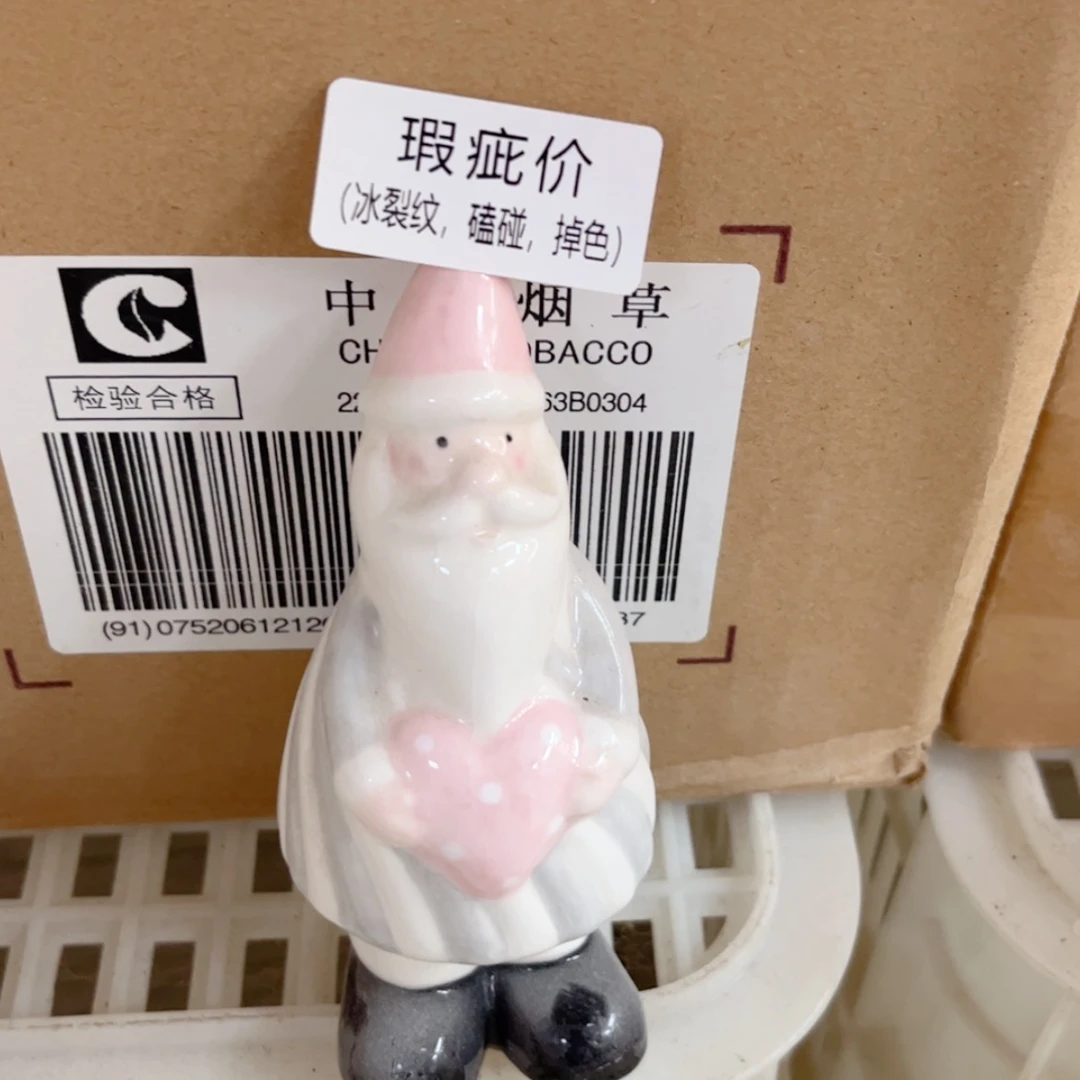 瑕疵价
(冰裂纹, 磕碰, 掉色)
中 烟 草
CH OBACCO
22 63B0304
检验合格
(91)0752061212 37